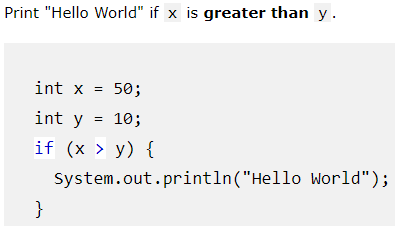 Print "Hello World" if x is greater than y.
int x = 50;
int y = 10;
if (x > y) {
  System.out.println("Hello World");
}